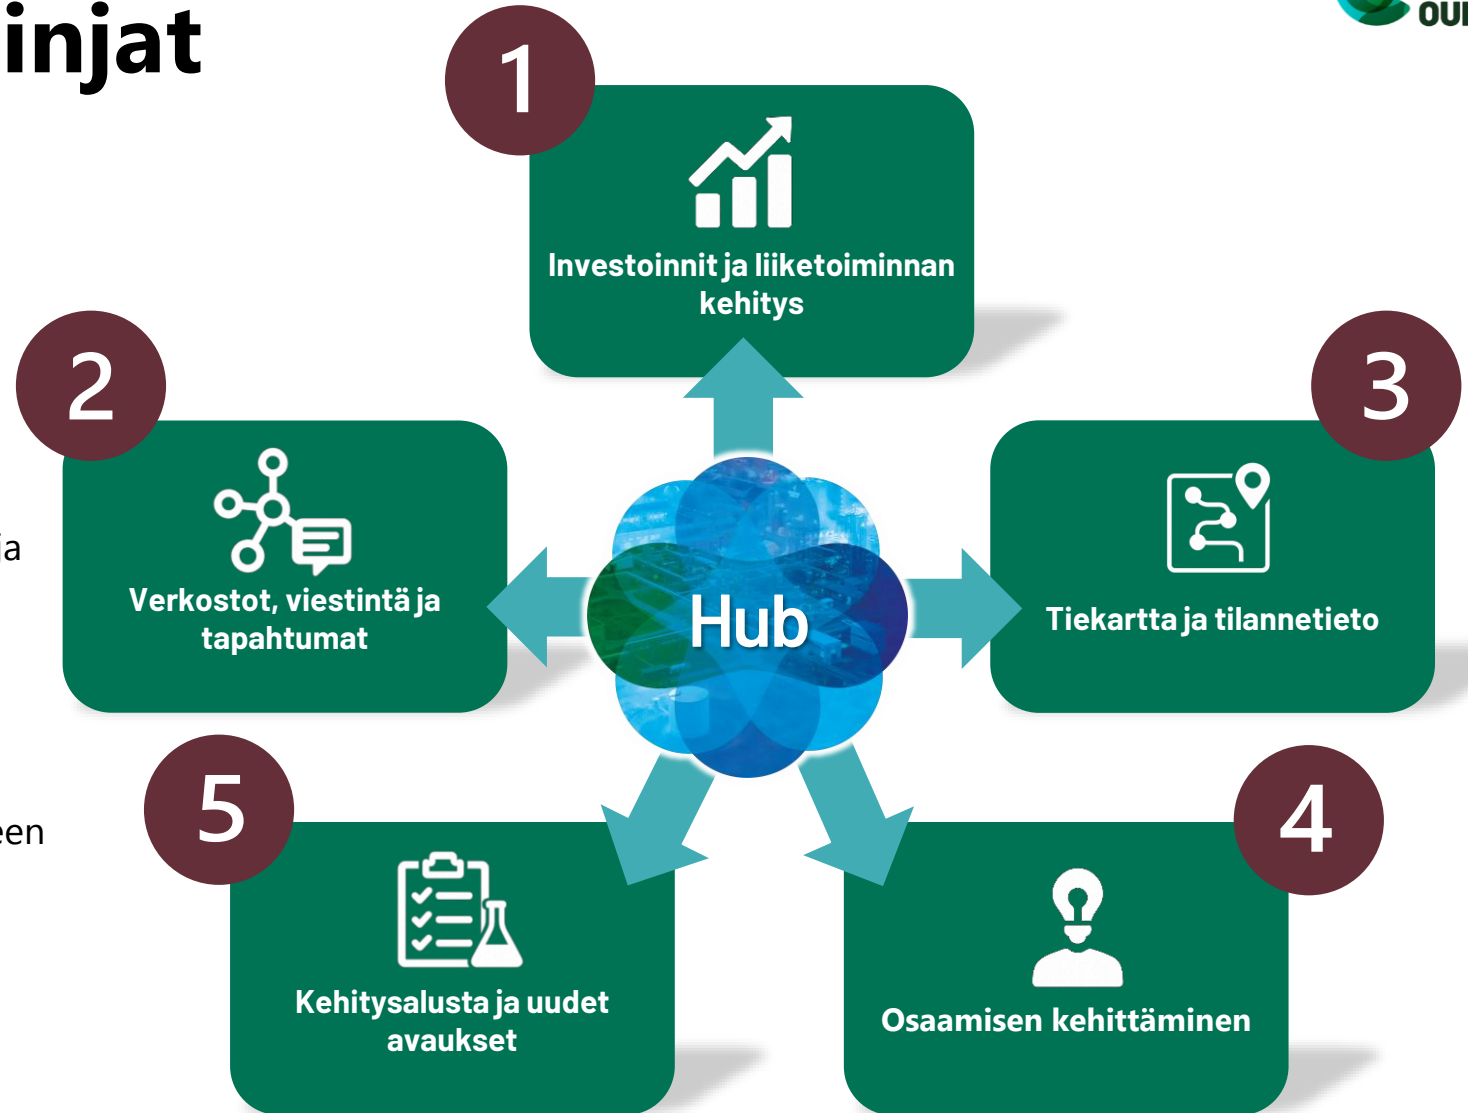 injat
OUL
1
Investoinnit ja liiketoiminnan
kehitys
2
Verkostot, viestintä ja
tapahtumat
3
Tiekartta ja tilannetieto
ja
Hub
een
5
Kehitysalusta ja uudet
avaukset
4
Osaamisen kehittäminen